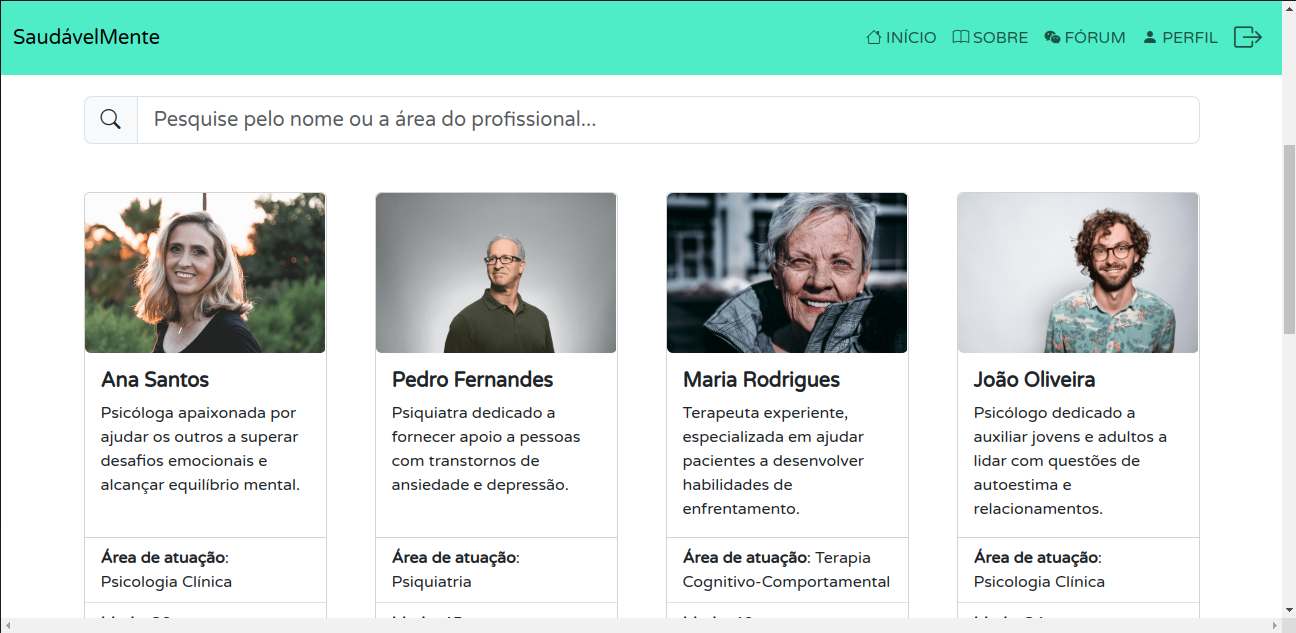 SaudávelMente
INÍCIO SOBRE FÓRUM PERFIL
Pesquise pelo nome ou a área do profissional...
Ana Santos
Psicóloga apaixonada por
ajudar os outros a superar
desafios emocionais e
alcançar equilíbrio mental.
Área de atuação:
Psicologia Clínica
Pedro Fernandes
Psiquiatra dedicado a
fornecer apoio a pessoas
com transtornos de
ansiedade e depressão.
Área de atuação:
Psiquiatria
Maria Rodrigues
Terapeuta experiente,
especializada em ajudar
pacientes a desenvolver
habilidades de
enfrentamento.
Área de atuação: Terapia
Cognitivo-Comportamental
João Oliveira
Psicólogo dedicado a
auxiliar jovens e adultos a
lidar com questões de
autoestima e
relacionamentos.
Área de atuação:
Psicologia Clínica